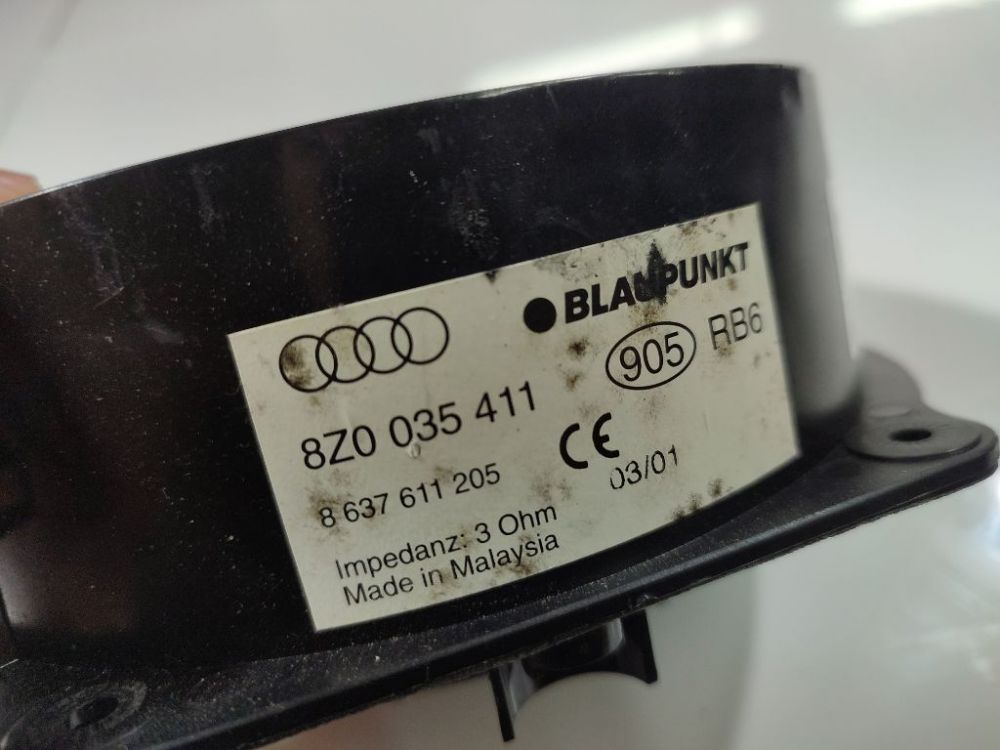 BLAUPUNKT
905 RB6
8Z0 035 411
CE
8 637 611 205
03/01
Impedanz: 3 Ohm
Made in Malaysia